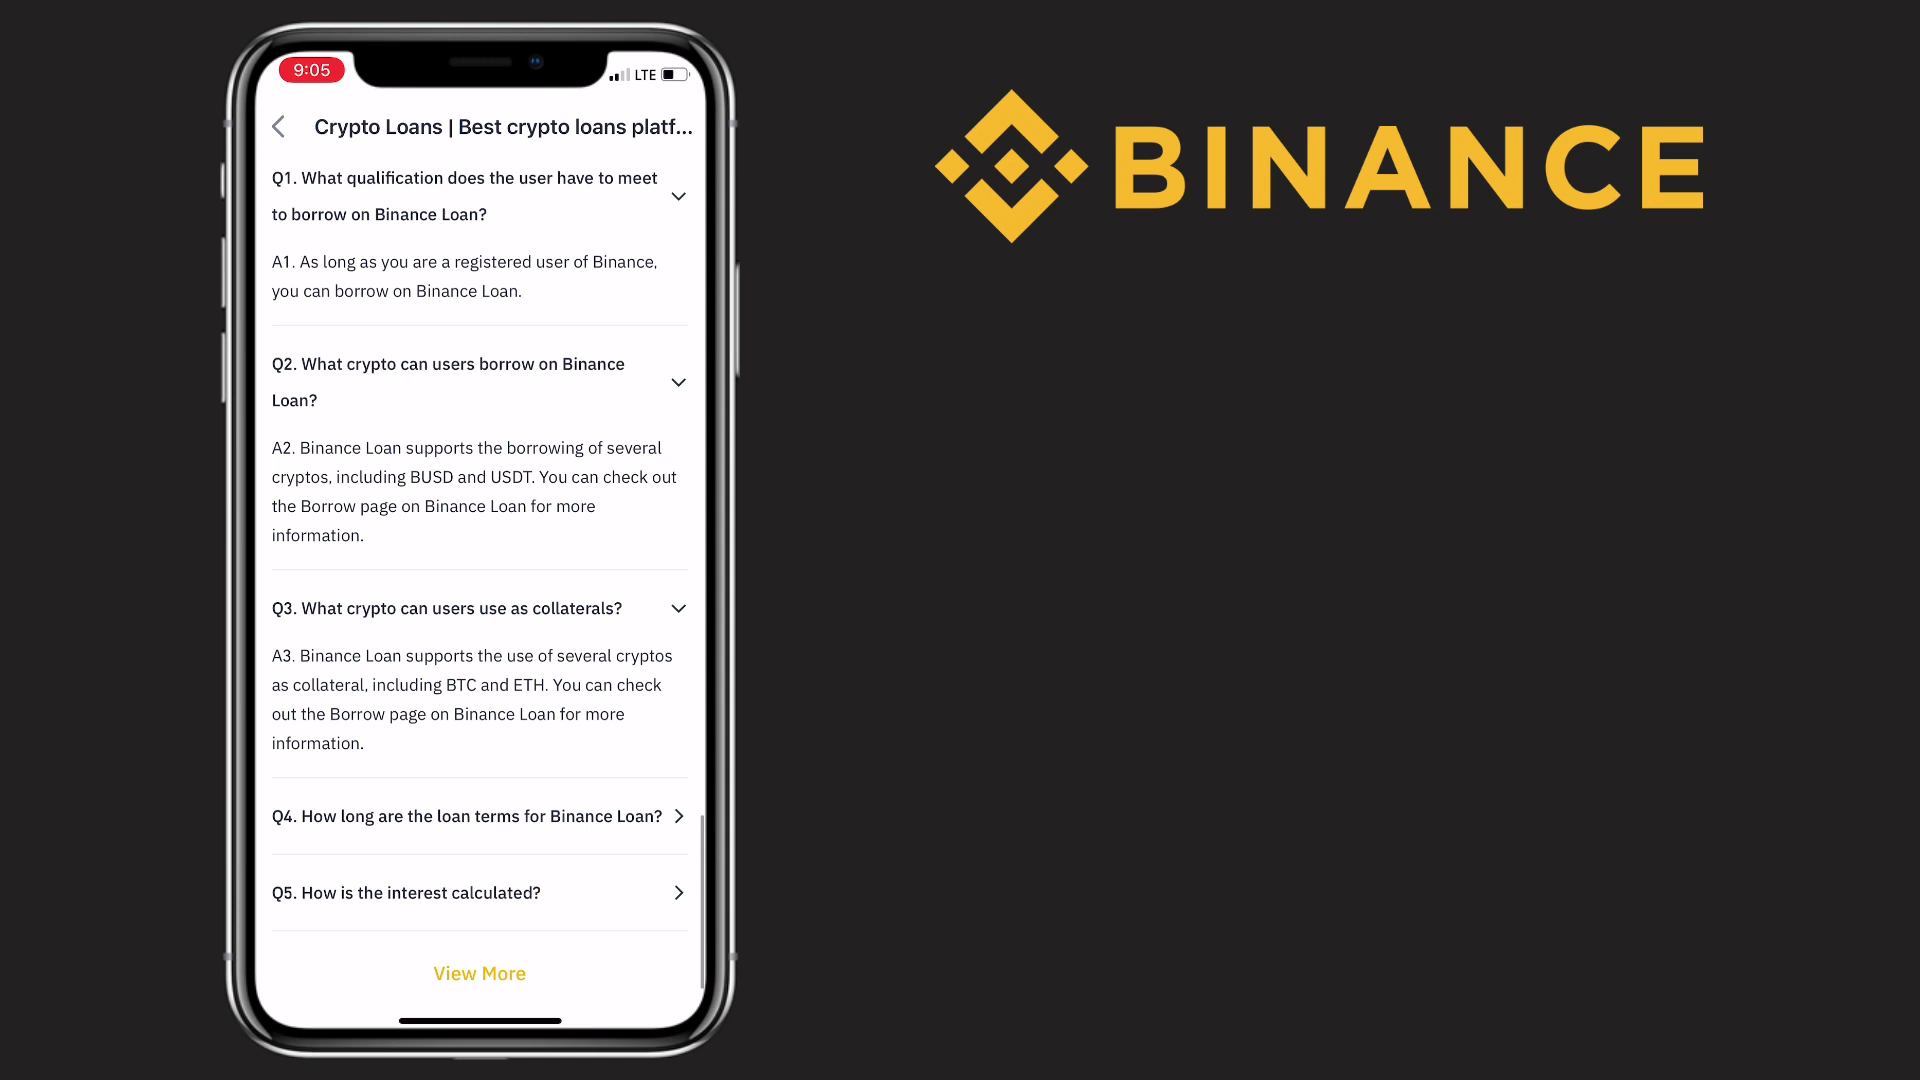 9:05
LTE
Crypto Loans | Best crypto loans platf...
Q1. What qualification does the user have to meet
to borrow on Binance Loan?
A1. As long as you are a registered user of Binance,
you can borrow on Binance Loan.
Q2. What crypto can users borrow on Binance
Loan?
A2. Binance Loan supports the borrowing of several
cryptos, including BUSD and USDT. You can check out
the Borrow page on Binance Loan for more
information.
Q3. What crypto can users use as collaterals?
A3. Binance Loan supports the use of several cryptos
as collateral, including BTC and ETH. You can check
out the Borrow page on Binance Loan for more
information.
Q4. How long are the loan terms for Binance Loan?
Q5. How is the interest calculated?
View More
BINANCE